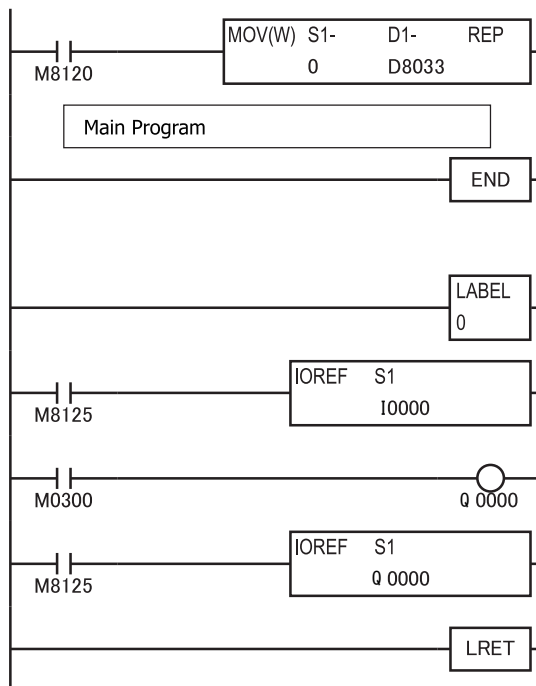 MOV(W) S1- D1- REP
0 D8033
M8120
Main Program
END
LABEL
0
IOREF S1
I0000
M8125
M0300
Q 0000
IOREF S1
Q 0000
M8125
LRET